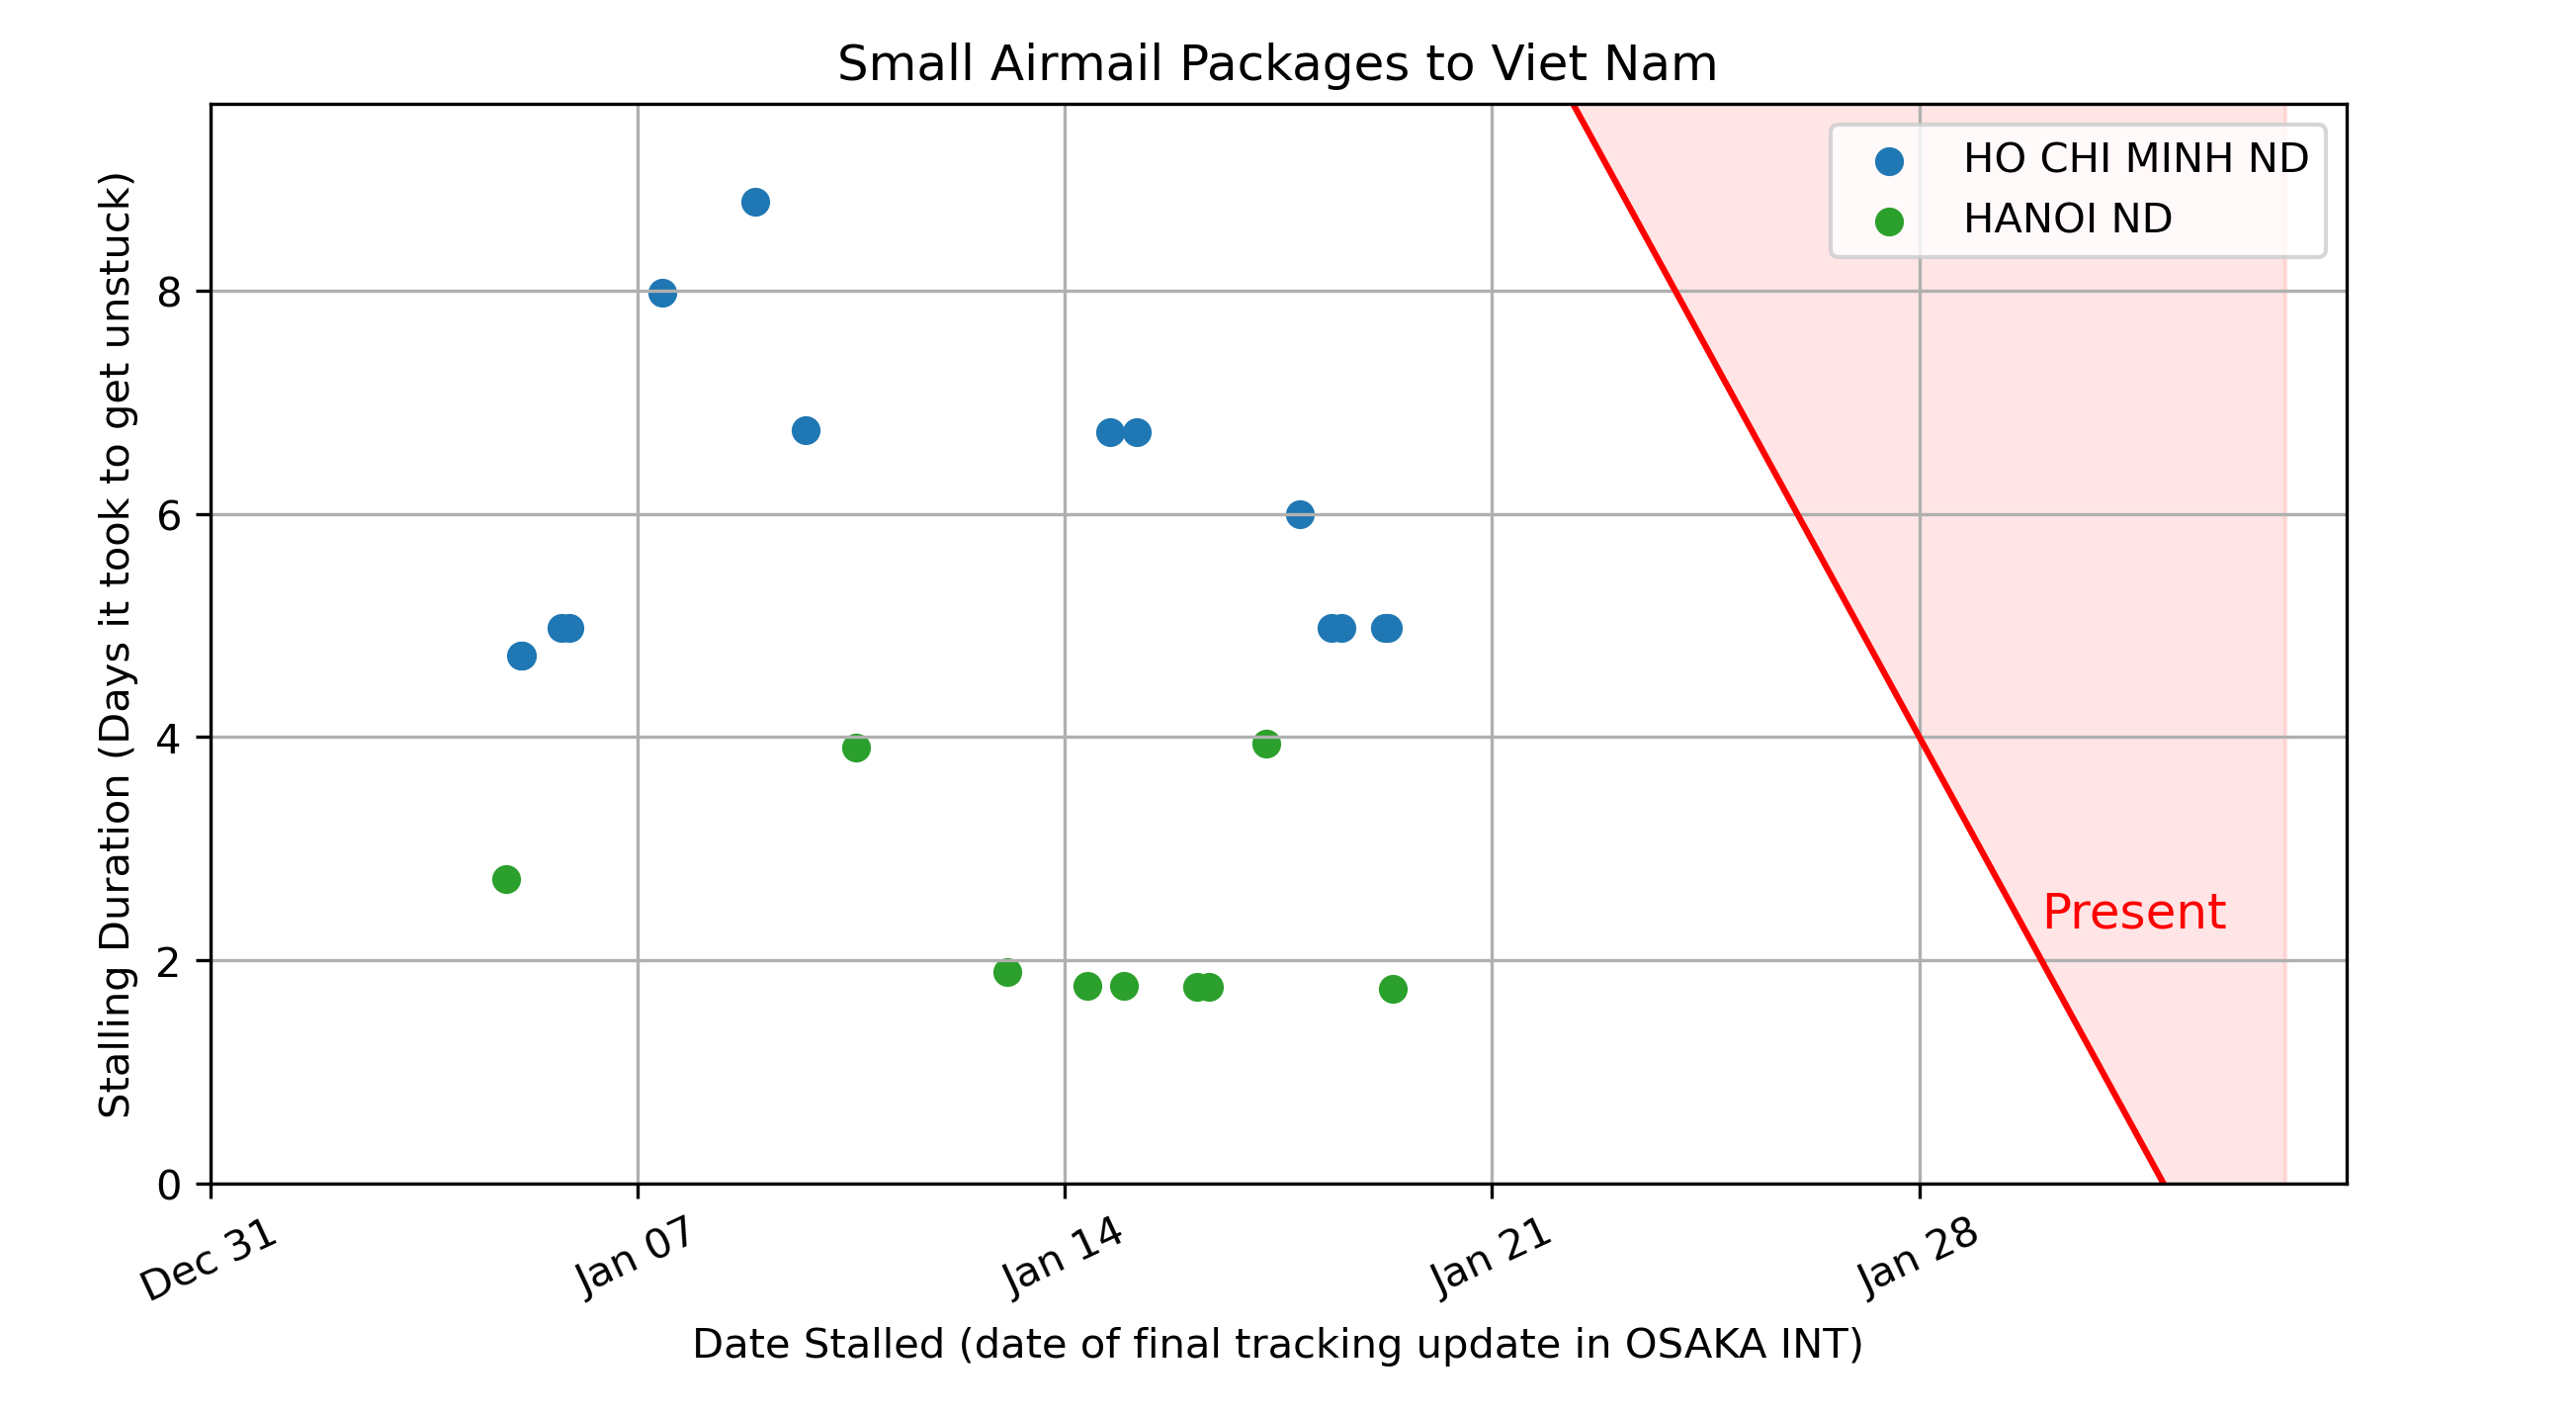 Small Airmail Packages to Viet Nam
HO CHI MINH ND
HANOI ND
Stalling Duration (Days it took to get unstuck)
8
6
4
2
0
Present
Dec 31
Jan 07
Jan 14
Jan 21
Jan 28
Date Stalled (date of final tracking update in OSAKA INT)